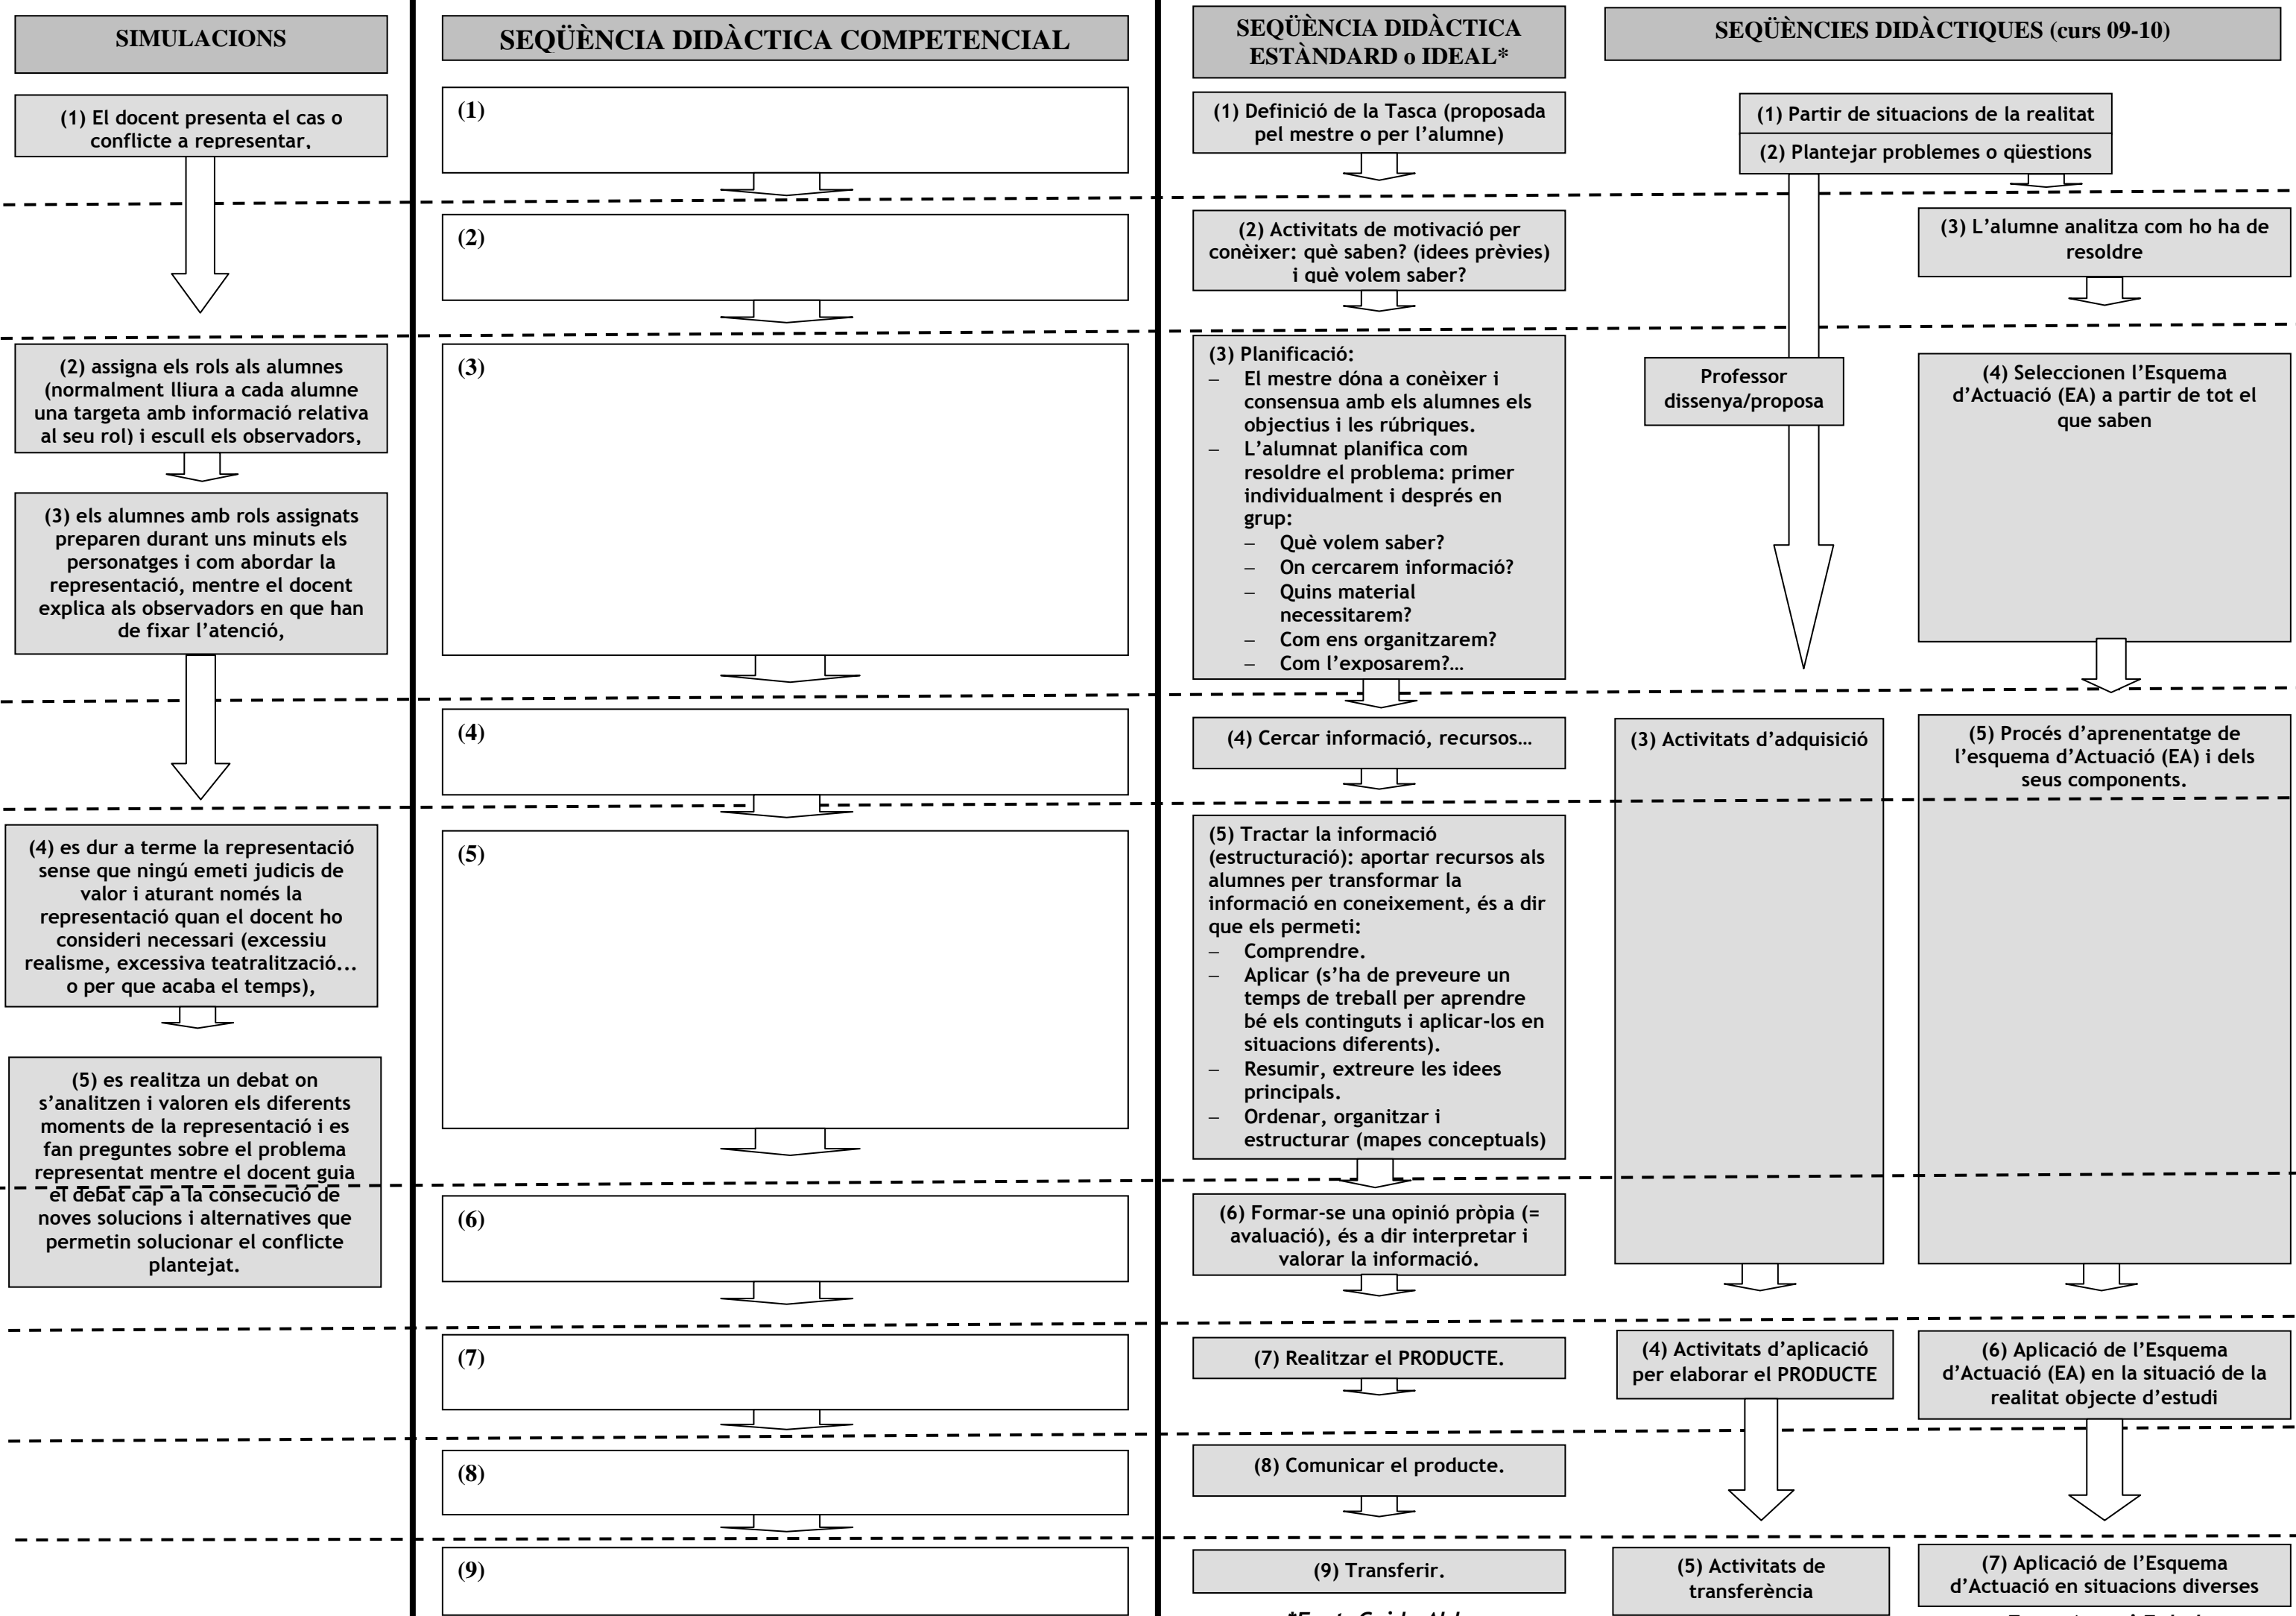 SIMULACIONS
(1) El docent presenta el cas o
conflicte a representar,
(2) assigna els rols als alumnes
(normalment lliura a cada alumne
una targeta amb informació relativa
al seu rol) i escull els observadors,
(3) els alumnes amb rols assignats
preparen durant uns minuts els
personatges i com abordar la
representació, mentre el docent
explica als observadors en que han
de fixar l’atenció,
(4) es dur a terme la representació
sense que ningú emeti judicis de
valor i aturant només la
representació quan el docent ho
consideri necessari (excessiu
realisme, excessiva teatralització...
o per que acaba el temps),
(5) es realitza un debat on
s’analitzen i valoren els diferents
moments de la representació i es
fan preguntes sobre el problema
representat mentre el docent guia
el debat cap a la consecució de
noves solucions i alternatives que
permetin solucionar el conflicte
plantejat.
SEQÜÈNCIA DIDÀCTICA COMPETENCIAL
(1)
(2)
(3)
(4)
(5)
(6)
(7)
(8)
(9)
SEQÜÈNCIA DIDÀCTICA
ESTÀNDARD o IDEAL*
(1) Definició de la Tasca (proposada
pel mestre o per l’alumne)
(2) Activitats de motivació per
conèixer: què saben? (idees prèvies)
i què volem saber?
(3) Planificació:
– El mestre dóna a conèixer i
consensua amb els alumnes els
objectius i les rúbriques.
– L’alumnat planifica com
resoldre el problema: primer
individualment i després en
grup:
– Què volem saber?
– On cercarem informació?
– Quins material
necessitarem?
– Com ens organitzarem?
– Com l’exposarem?…
(4) Cercar informació, recursos…
(5) Tractar la informació
(estructuració): aportar recursos als
alumnes per transformar la
informació en coneixement, és a dir
que els permeti:
– Comprendre.
– Aplicar (s’ha de preveure un
temps de treball per aprendre
bé els continguts i aplicar-los en
situacions diferents).
– Resumir, extreure les idees
principals.
– Ordenar, organitzar i
estructurar (mapes conceptuals)
(6) Formar-se una opinió pròpia (=
avaluació), és a dir interpretar i
valorar la informació.
(7) Realitzar el PRODUCTE.
(8) Comunicar el producte.
(9) Transferir.
SEQÜÈNCIES DIDÀCTIQUES (curs 09-10)
(1) Partir de situacions de la realitat
(2) Plantejar problemes o qüestions
Professor
dissenya/proposa
(3) Activitats d’adquisició
(4) Activitats d’aplicació
per elaborar el PRODUCTE
(5) Activitats de
transferència
(3) L’alumne analitza com ho ha de
resoldre
(4) Seleccionen l’Esquema
d’Actuació (EA) a partir de tot el
que saben
(5) Procés d’aprenentatge de
l’esquema d’Actuació (EA) i dels
seus components.
(6) Aplicació de l’Esquema
d’Actuació (EA) en la situació de la
realitat objecte d’estudi
(7) Aplicació de l’Esquema
d’Actuació en situacions diverses